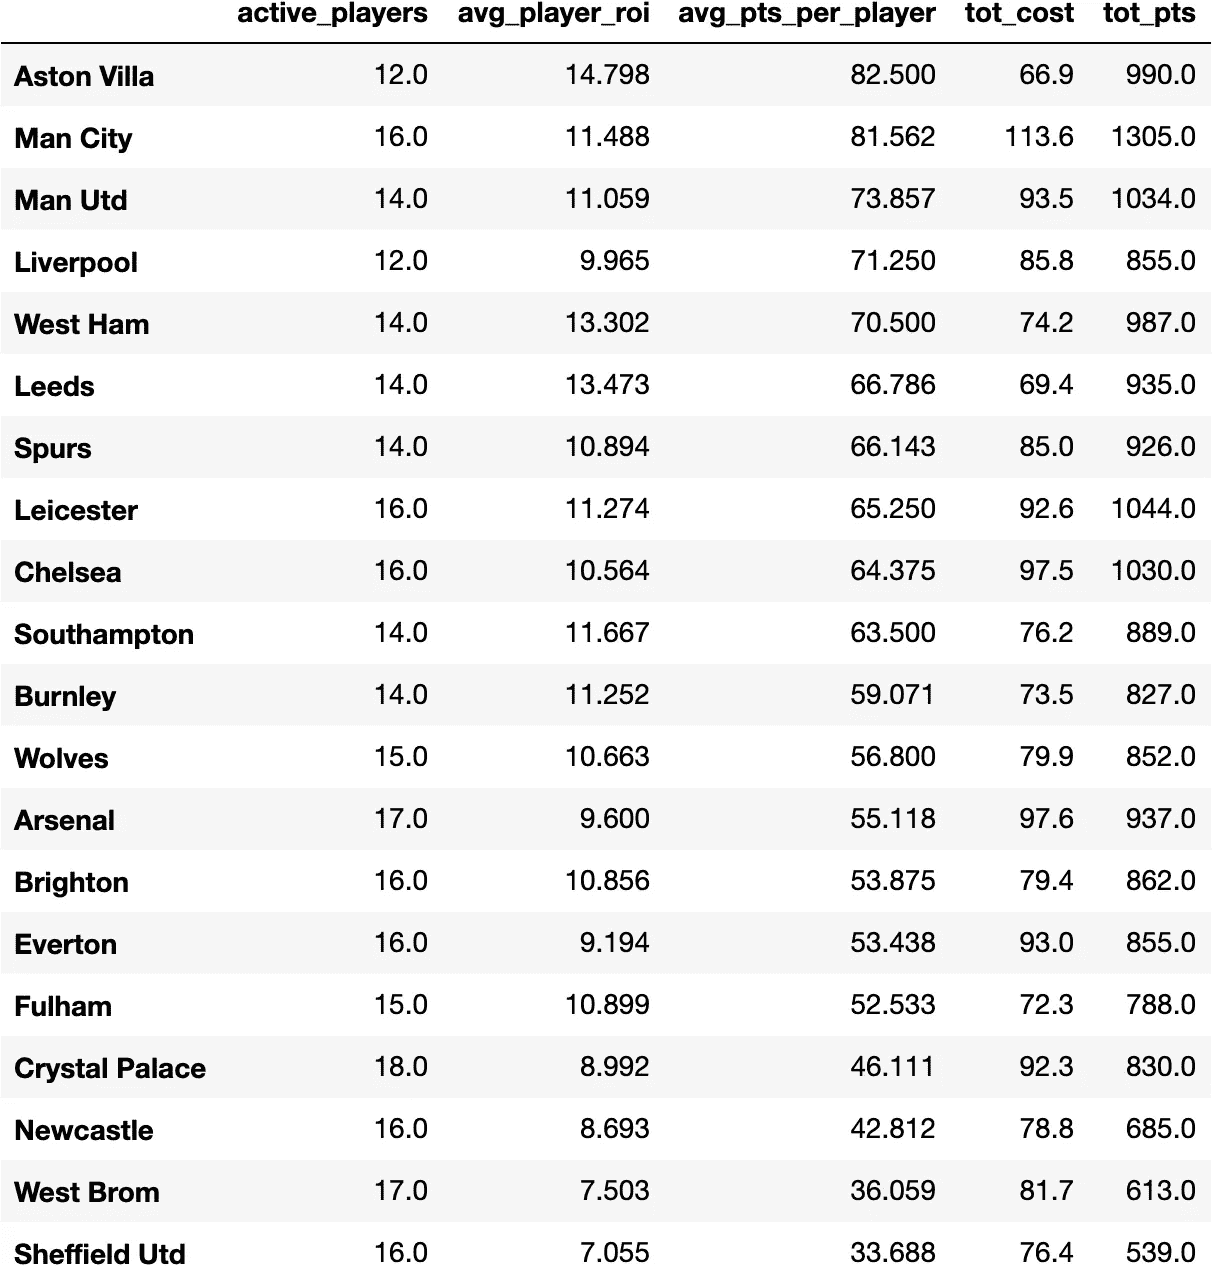 active_players avg_player_roi avg_pts_per_player tot_cost tot_pts
Aston Villa 12.0 14.798 82.500 66.9 990.0
Man City 16.0 11.488 81.562 113.6 1305.0
Man Utd 14.0 11.059 73.857 93.5 1034.0
Liverpool 12.0 9.965 71.250 85.8 855.0
West Ham 14.0 13.302 70.500 74.2 987.0
Leeds 14.0 13.473 66.786 69.4 935.0
Spurs 14.0 10.894 66.143 85.0 926.0
Leicester 16.0 11.274 65.250 92.6 1044.0
Chelsea 16.0 10.564 64.375 97.5 1030.0
Southampton 14.0 11.667 63.500 76.2 889.0
Burnley 14.0 11.252 59.071 73.5 827.0
Wolves 15.0 10.663 56.800 79.9 852.0
Arsenal 17.0 9.600 55.118 97.6 937.0
Brighton 16.0 10.856 53.875 79.4 862.0
Everton 16.0 9.194 53.438 93.0 855.0
Fulham 15.0 10.899 52.533 72.3 788.0
Crystal Palace 18.0 8.992 46.111 92.3 830.0
Newcastle 16.0 8.693 42.812 78.8 685.0
West Brom 17.0 7.503 36.059 81.7 613.0
Sheffield Utd 16.0 7.055 33.688 76.4 539.0